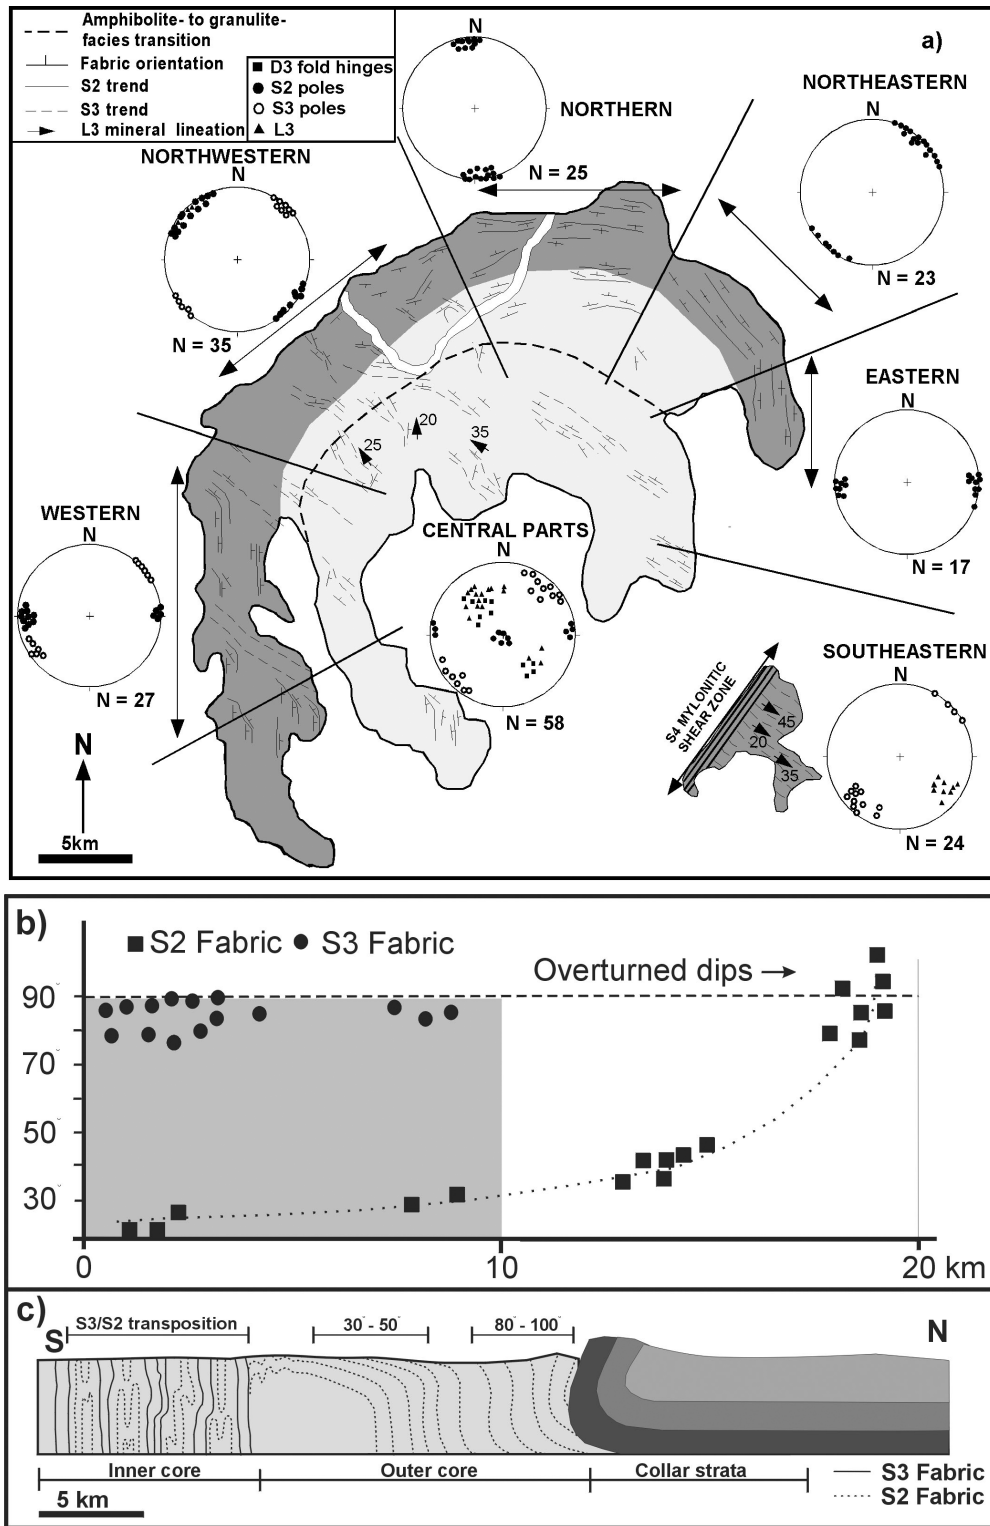 a)
Amphibolite- to granulite-
facies transition
Fabric orientation
S2 trend
S3 trend
L3 mineral lineation
D3 fold hinges
S2 poles
S3 poles
L3
N
NORTHERN
N = 25
NORTHEASTERN
N
N = 23
NORTHWESTERN
N
N = 35
EASTERN
N
N = 17
20
25
35
WESTERN
N
N = 27
CENTRAL PARTS
N
N = 58
SOUTHEASTERN
N
N = 24
S4 MYLONITIC
SHEAR ZONE
45
20
35
N
5km
b)
S2 Fabric
S3 Fabric
Overturned dips →
90°
70°
50°
30°
0
10
20 km
c)
S
N
S3/S2 transposition
30° - 50°
80° - 100°
Inner core
Outer core
Collar strata
S3 Fabric
S2 Fabric
5 km